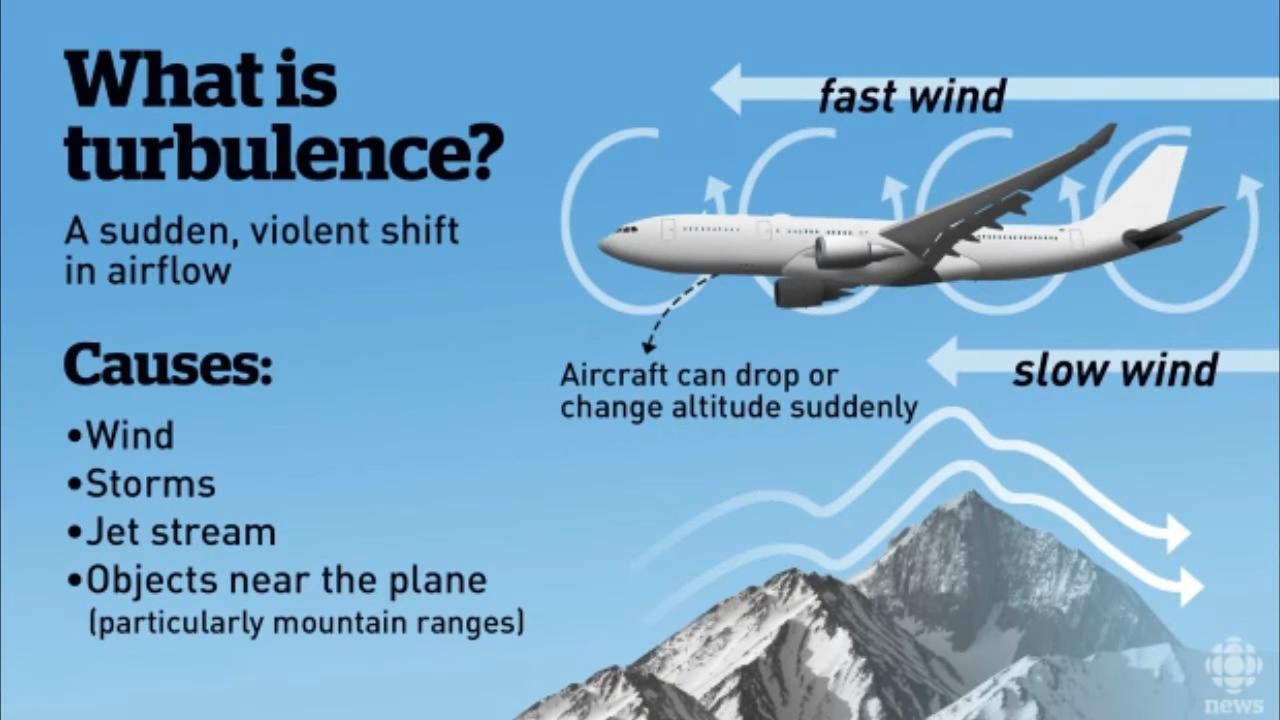 What is
turbulence?
A sudden, violent shift
in airflow
Causes:
•Wind
•Storms
•Jet stream
•Objects near the plane
(particularly mountain ranges)
fast wind
Aircraft can drop or
change altitude suddenly
slow wind
news